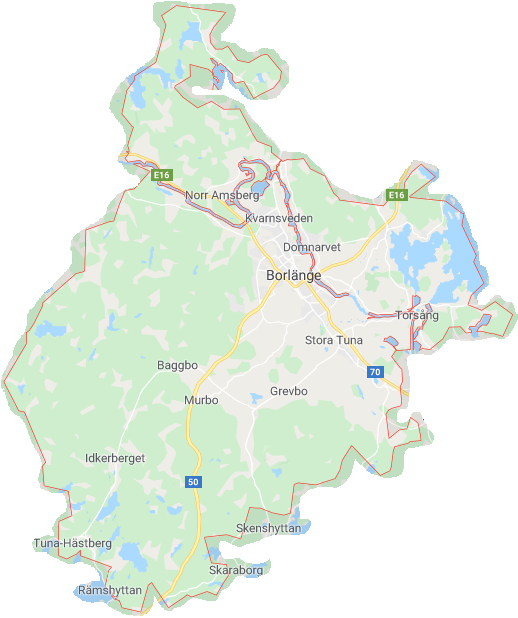 E16
E16
Norr Amsberg
Kvarnsveden
Domnarvet
Borlänge
Torsång
Stora Tuna
Baggbo
70
Grevbo
Murbo
Idkerberget
50
Skenshyttan
Tuna-Hästberg
Skaraborg
Rämshyttan